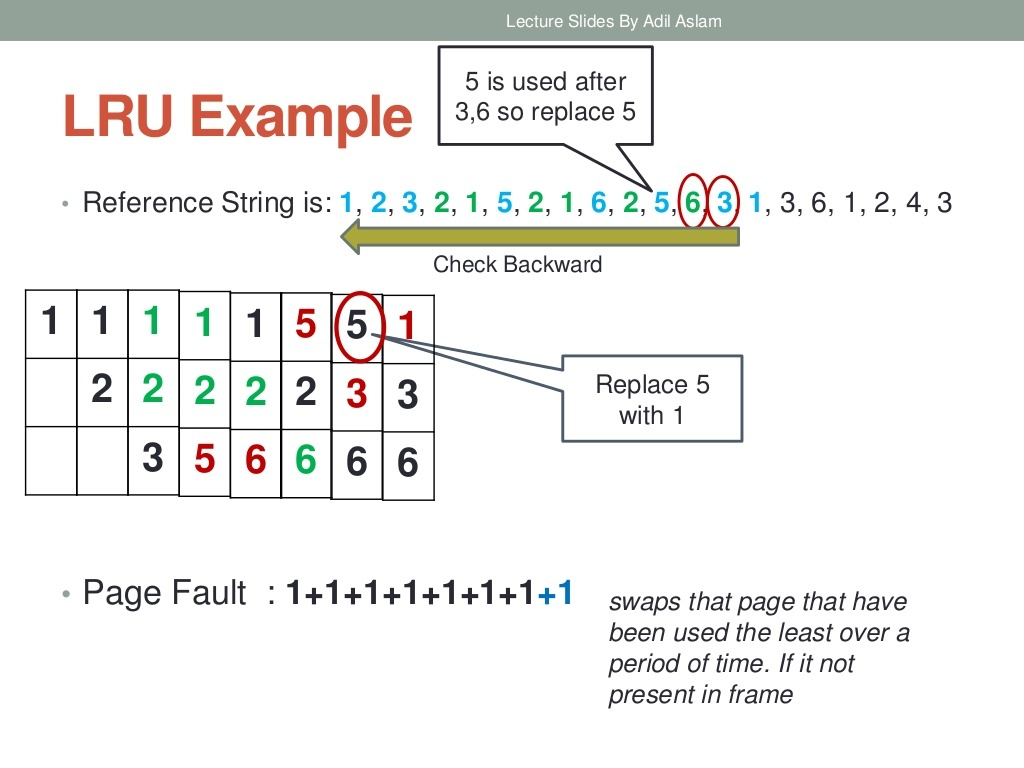 Lecture Slides By Adil Aslam
5 is used after
3,6 so replace 5
LRU Example
• Reference String is: 1, 2, 3, 2, 1, 5, 2, 1, 6, 2, 5, 6, 3, 1, 3, 6, 1, 2, 4, 3
Check Backward
1 1 1 1 1 5 5 1
2 2 2 2 2 3 3
3 5 6 6 6 6
Replace 5
with 1
• Page Fault : 1+1+1+1+1+1+1+1
swaps that page that have
been used the least over a
period of time. If it not
present in frame